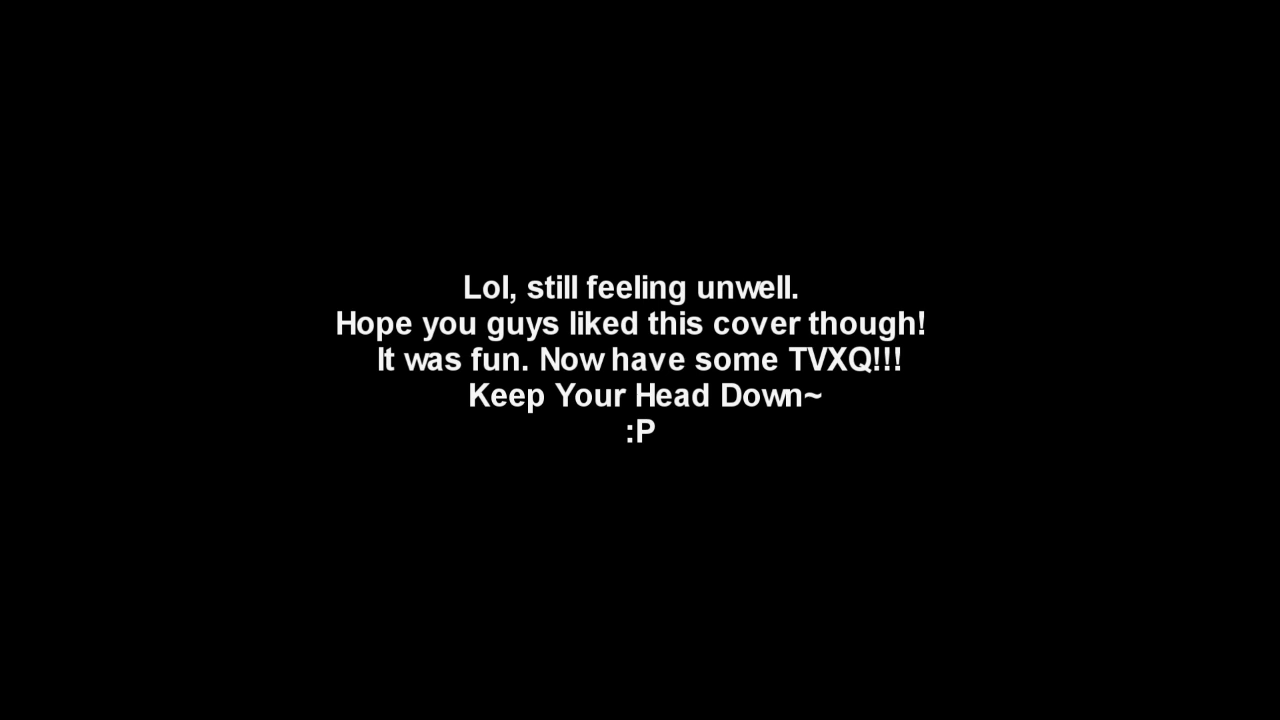 Lol, still feeling unwell.
Hope you guys liked this cover though!
It was fun. Now have some TVXQ!!!
Keep Your Head Down~
:P